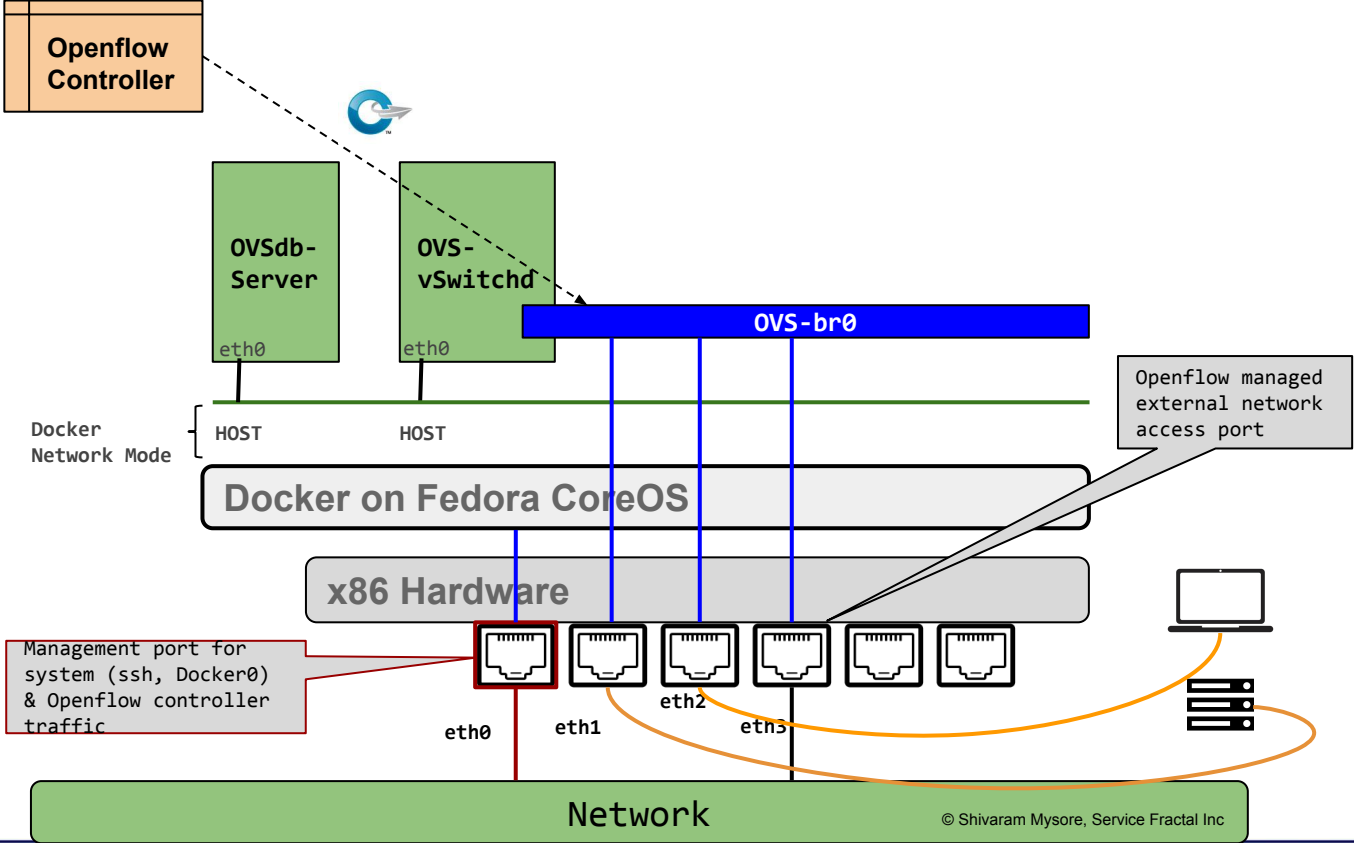 Openflow
Controller
OVSdb-
Server
eth0
OVS-
vSwitchd
eth0
OVS-br0
Openflow managed
external network
access port
Docker
Network Mode
HOST
HOST
Docker on Fedora CoreOS
x86 Hardware
Management port for
system (ssh, Docker0)
& Openflow controller
traffic
eth0
eth1
eth2
eth3
Network
© Shivaram Mysore, Service Fractal Inc